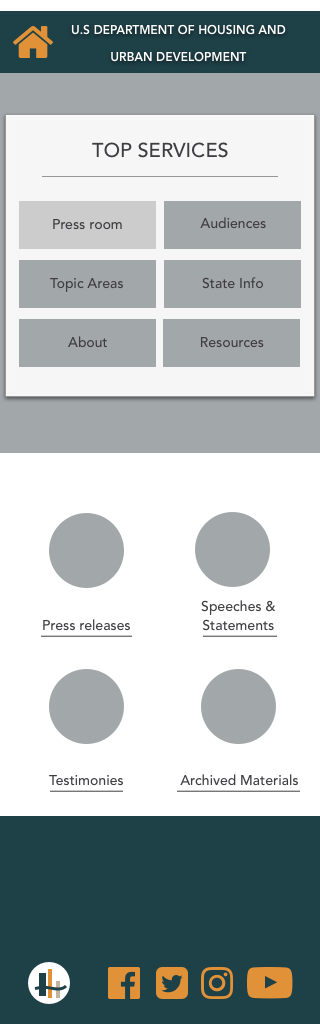 U.S DEPARTMENT OF HOUSING AND
URBAN DEVELOPMENT
TOP SERVICES
Press room
Audiences
Topic Areas
State Info
About
Resources
Press releases
Speeches &
Statements
Testimonies
Archived Materials